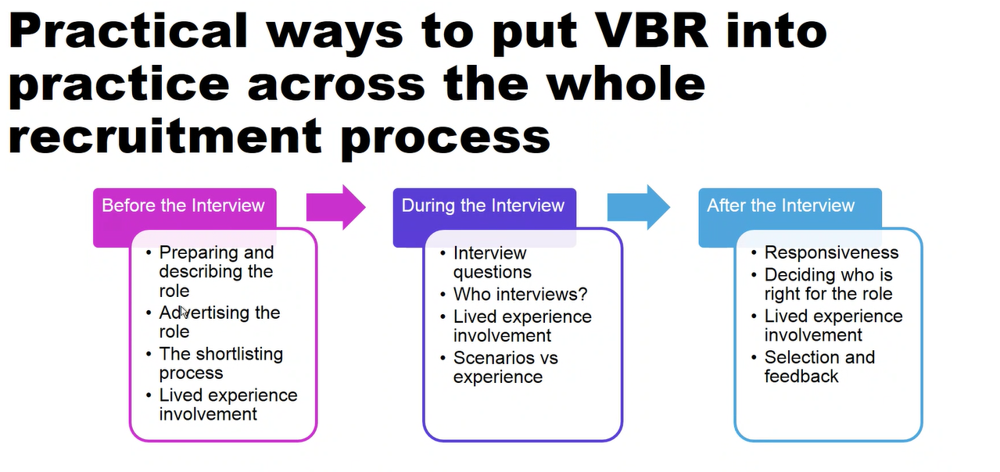 Practical ways to put VBR into
practice across the whole
recruitment process
Before the Interview
• Preparing and
describing the
role
• Advertising the
role
• The shortlisting
process
• Lived experience
involvement
During the Interview
• Interview
questions
• Who interviews?
• Lived experience
involvement
• Scenarios vs
experience
After the Interview
• Responsiveness
• Deciding who is
right for the role
• Lived experience
involvement
• Selection and
feedback